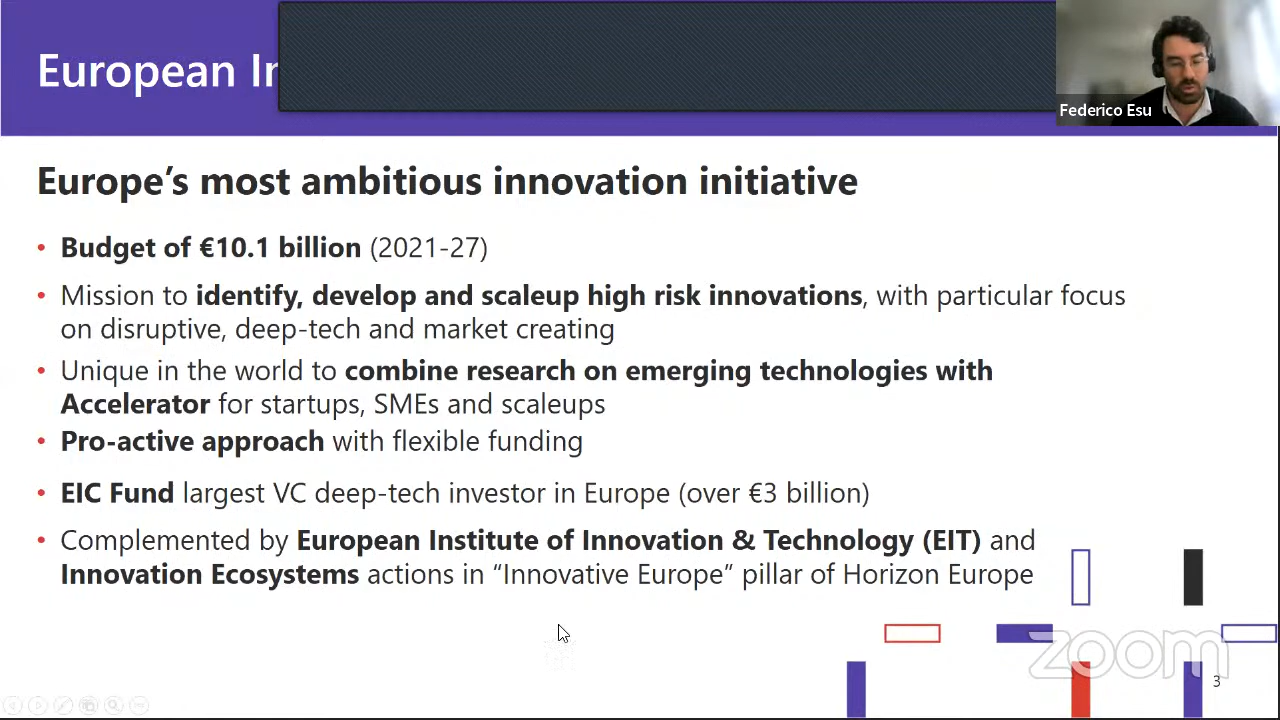 European
Federico Esu
Europe’s most ambitious innovation initiative
• Budget of €10.1 billion (2021-27)
• Mission to identify, develop and scaleup high risk innovations, with particular focus
on disruptive, deep-tech and market creating
• Unique in the world to combine research on emerging technologies with
Accelerator for startups, SMEs and scaleups
• Pro-active approach with flexible funding
• EIC Fund largest VC deep-tech investor in Europe (over €3 billion)
• Complemented by European Institute of Innovation & Technology (EIT) and
Innovation Ecosystems actions in “Innovative Europe” pillar of Horizon Europe
zoom
3